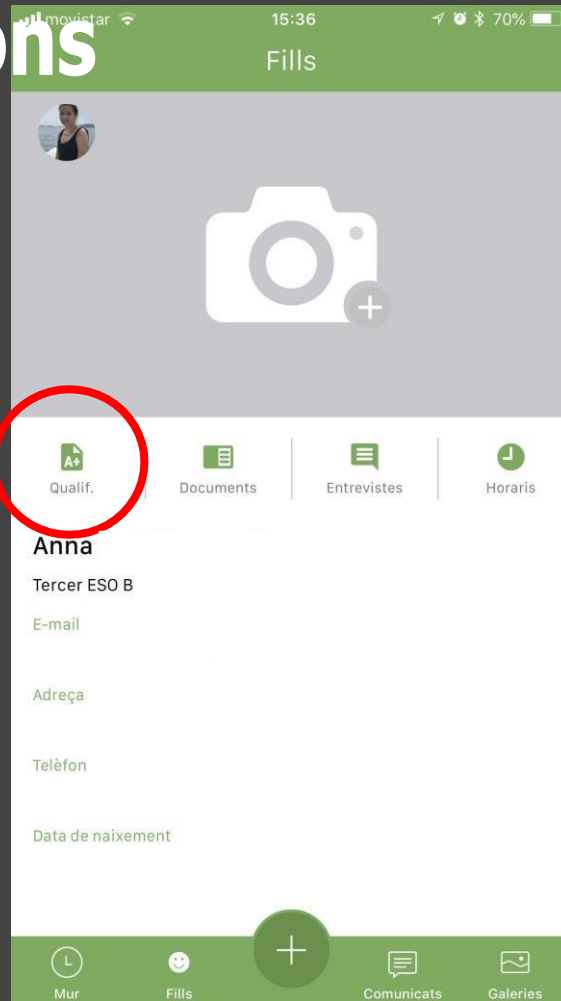 ons
movistar 15:36 70%
Fills
A+
Qualif. Documents Entrevistes Horaris
Anna
Tercer ESO B
E-mail
Adreça
Telèfon
Data de naixement
Mur Fills Comunicats Galeries